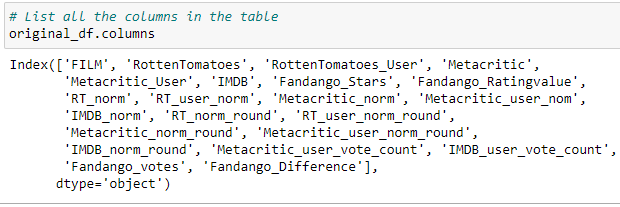 # List all the columns in the table
original_df.columns
Index(['FILM', 'RottenTomatoes', 'RottenTomatoes_User', 'Metacritic',
'Metacritic_User', 'IMDB', 'Fandango_Stars', 'Fandango_Ratingvalue',
'RT_norm', 'RT_user_norm', 'Metacritic_norm', 'Metacritic_user_nom',
'IMDB_norm', 'RT_norm_round', 'RT_user_norm_round',
'Metacritic_norm_round', 'Metacritic_user_norm_round',
'IMDB_norm_round', 'Metacritic_user_vote_count', 'IMDB_user_vote_count',
'Fandango_votes', 'Fandango_Difference'],
dtype='object')